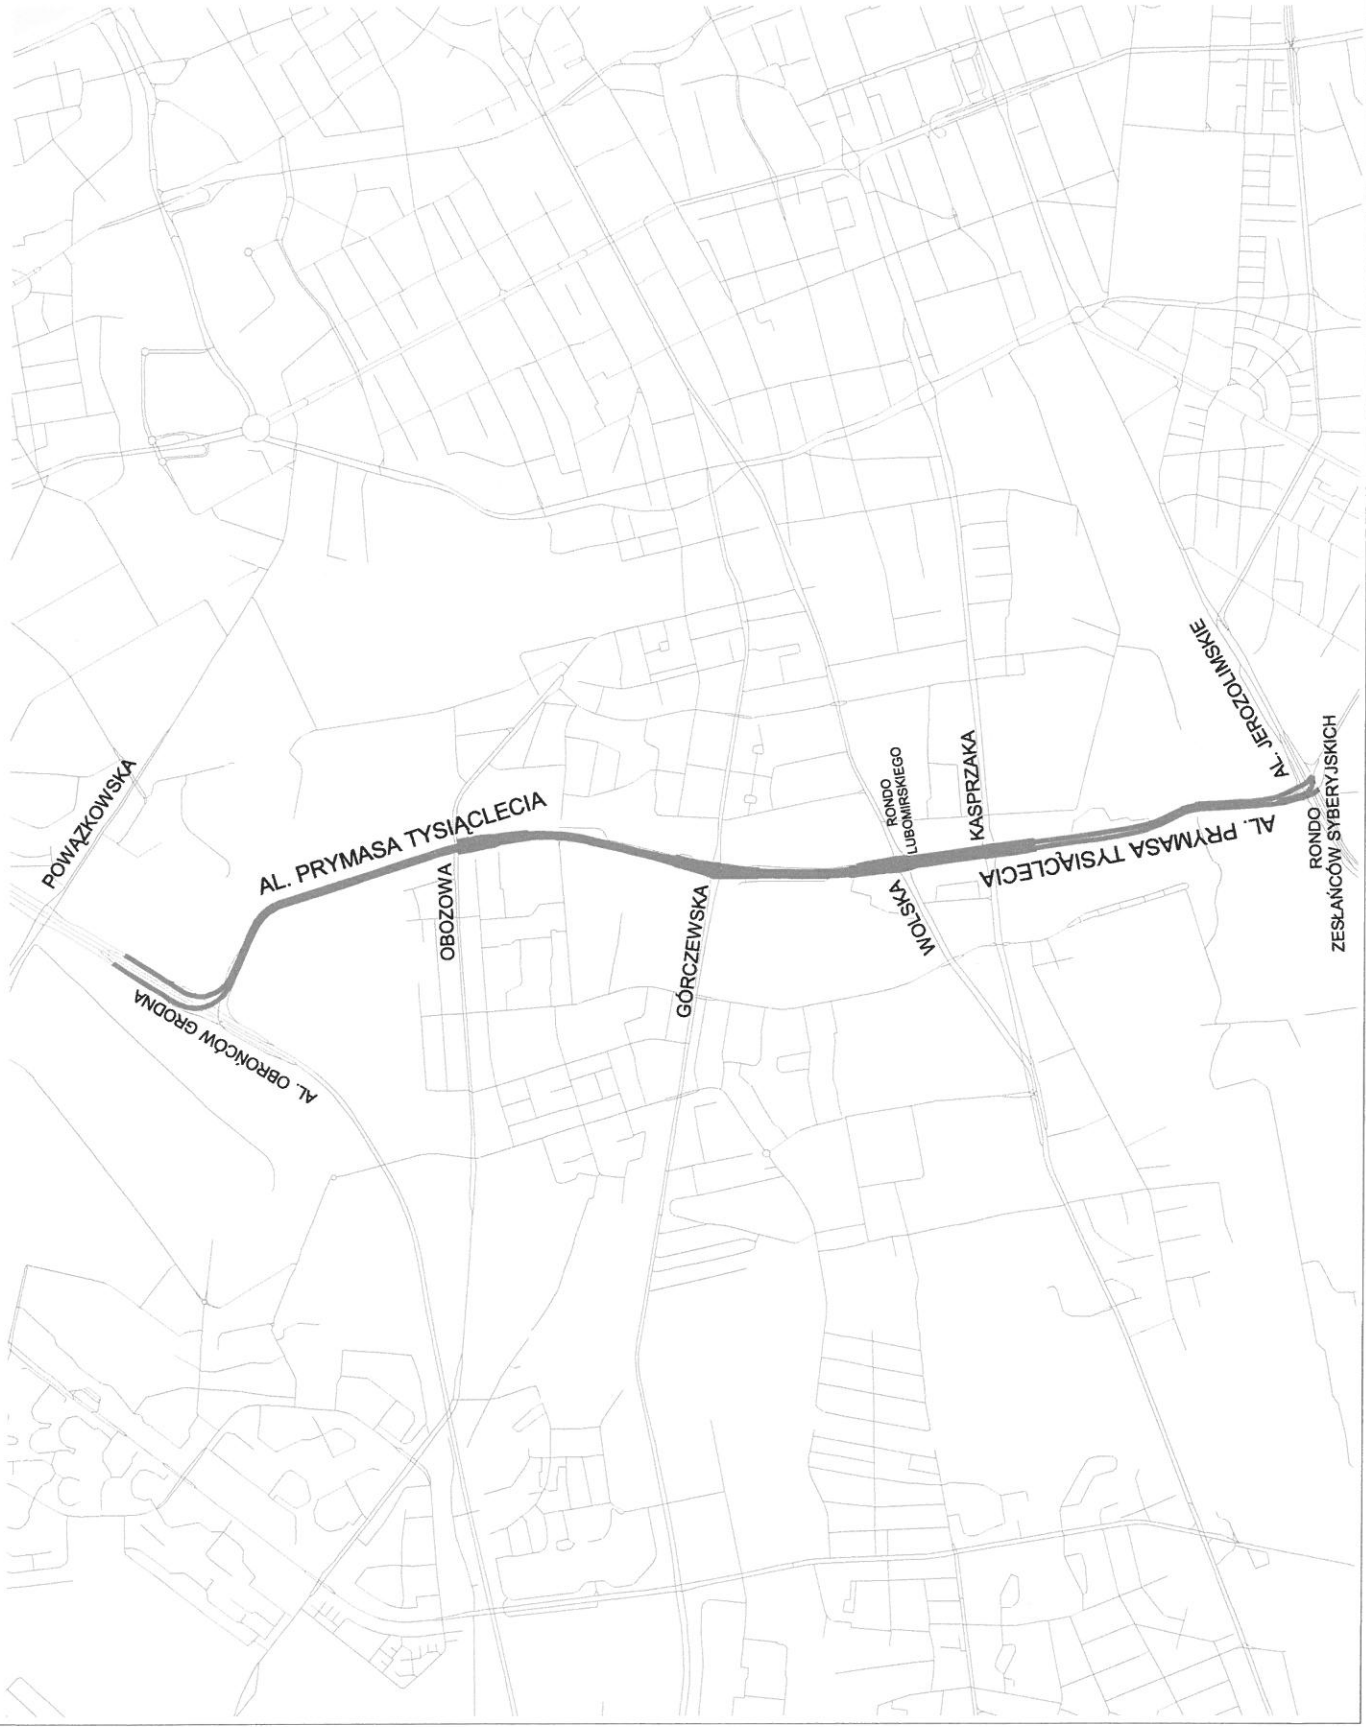 POWĄZKOWSKA
AL. OBROŃCÓW GRODNA
AL. PRYMASA TYSIĄCLECIA
OBOZOWA
GÓRCZEWSKA
RONDO
LUBOMIRSKIEGO
WOLSKA
KASPRZAKA
AL. PRYMASA TYSIĄCLECIA
AL. JEROZOLIMSKIE
RONDO
ZESŁAŃCÓW SYBERYJSKICH